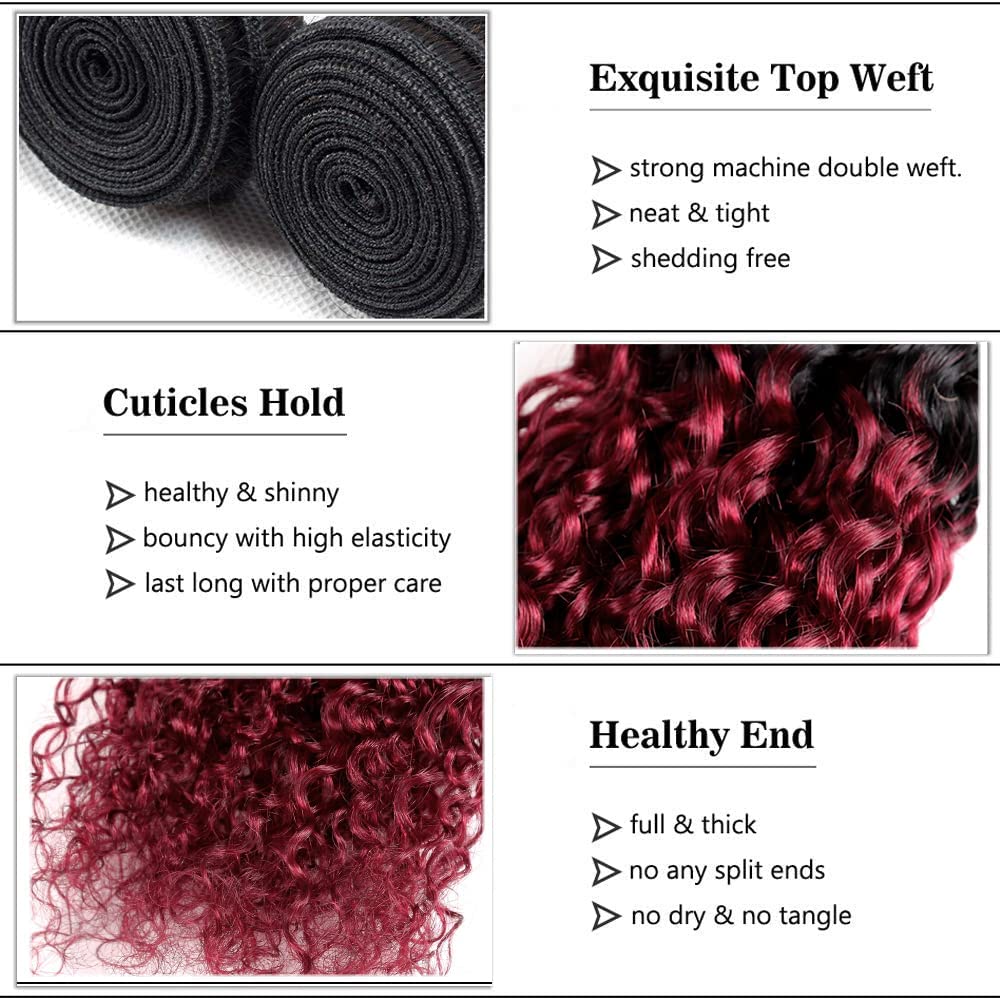 Exquisite Top Weft
strong machine double weft.
neat & tight
shedding free
Cuticles Hold
healthy & shinny
bouncy with high elasticity
last long with proper care
Healthy End
full & thick
no any split ends
no dry & no tangle